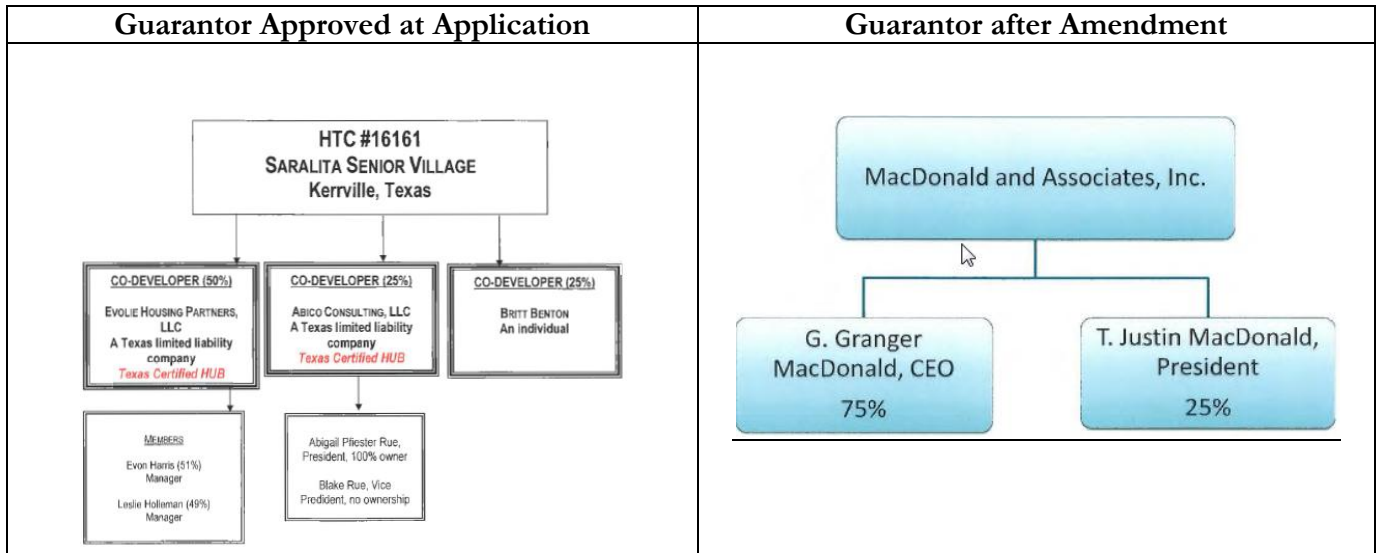 Guarantor Approved at Application
Guarantor after Amendment
HTC #16161
SARALITA SENIOR VILLAGE
Kerrville, Texas
CO-DEVELOPER (50%)
EVOLIE HOUSING PARTNERS,
LLC
A Texas limited liability
company
Texas Certified HUB
CO-DEVELOPER (25%)
ABICO CONSULTING, LLC
A Texas limited liability
company
Texas Certified HUB
CO-DEVELOPER (25%)
BRITT BENTON
An individual
MEMBERS
Evon Harris (51%)
Manager
Leslie Holleman (49%)
Manager
Abigail Pfiester Rue,
President, 100% owner
Blake Rue, Vice
Predident, no ownership
MacDonald and Associates, Inc.
G. Granger
MacDonald, CEO
75%
T. Justin MacDonald,
President
25%